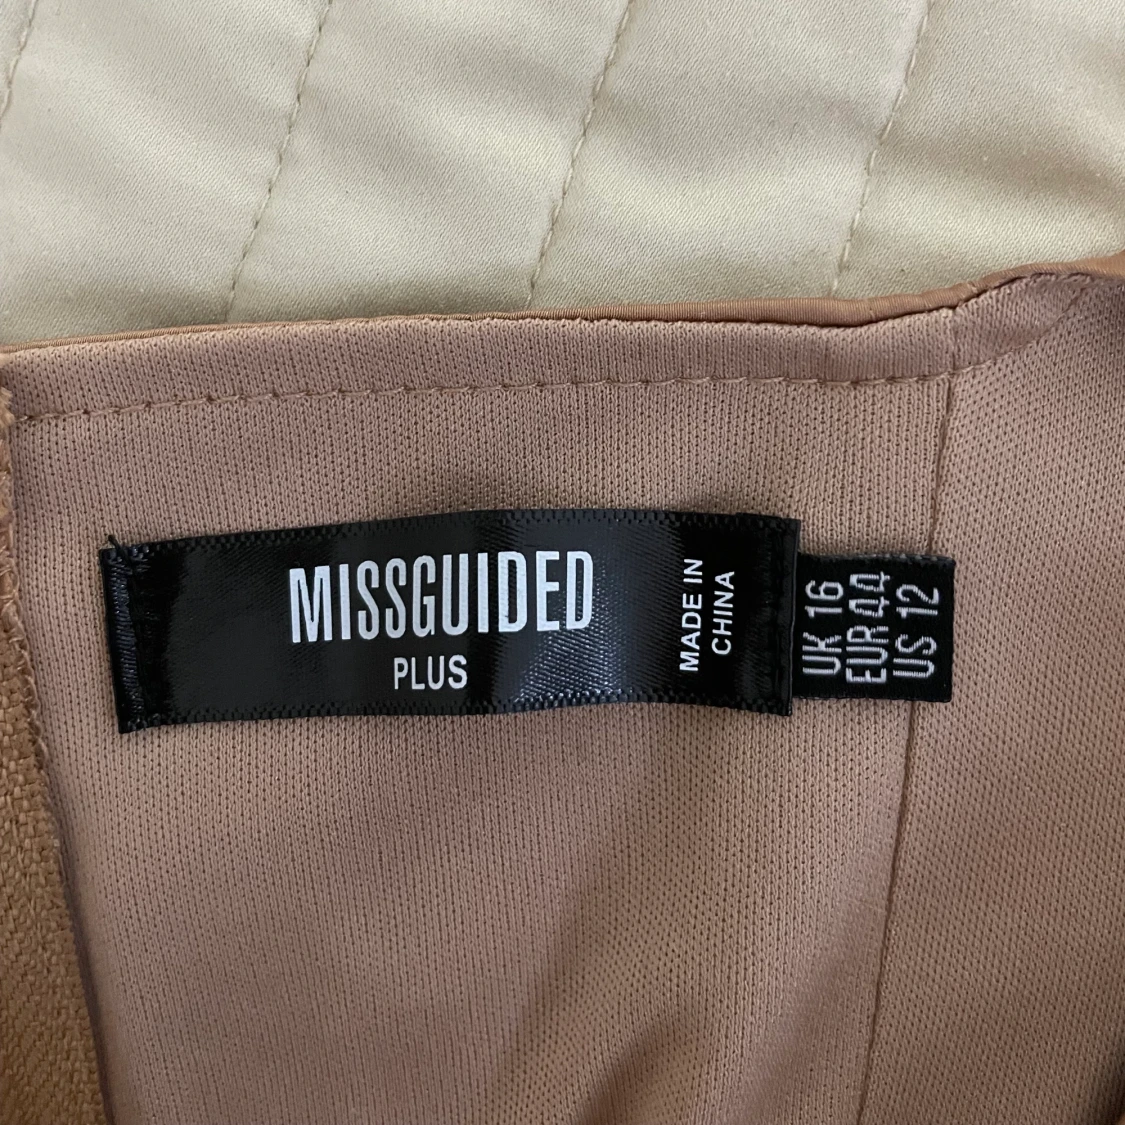 MISSGUIDED
PLUS
MADE IN
CHINA
UK 16
EUR 44
US 12